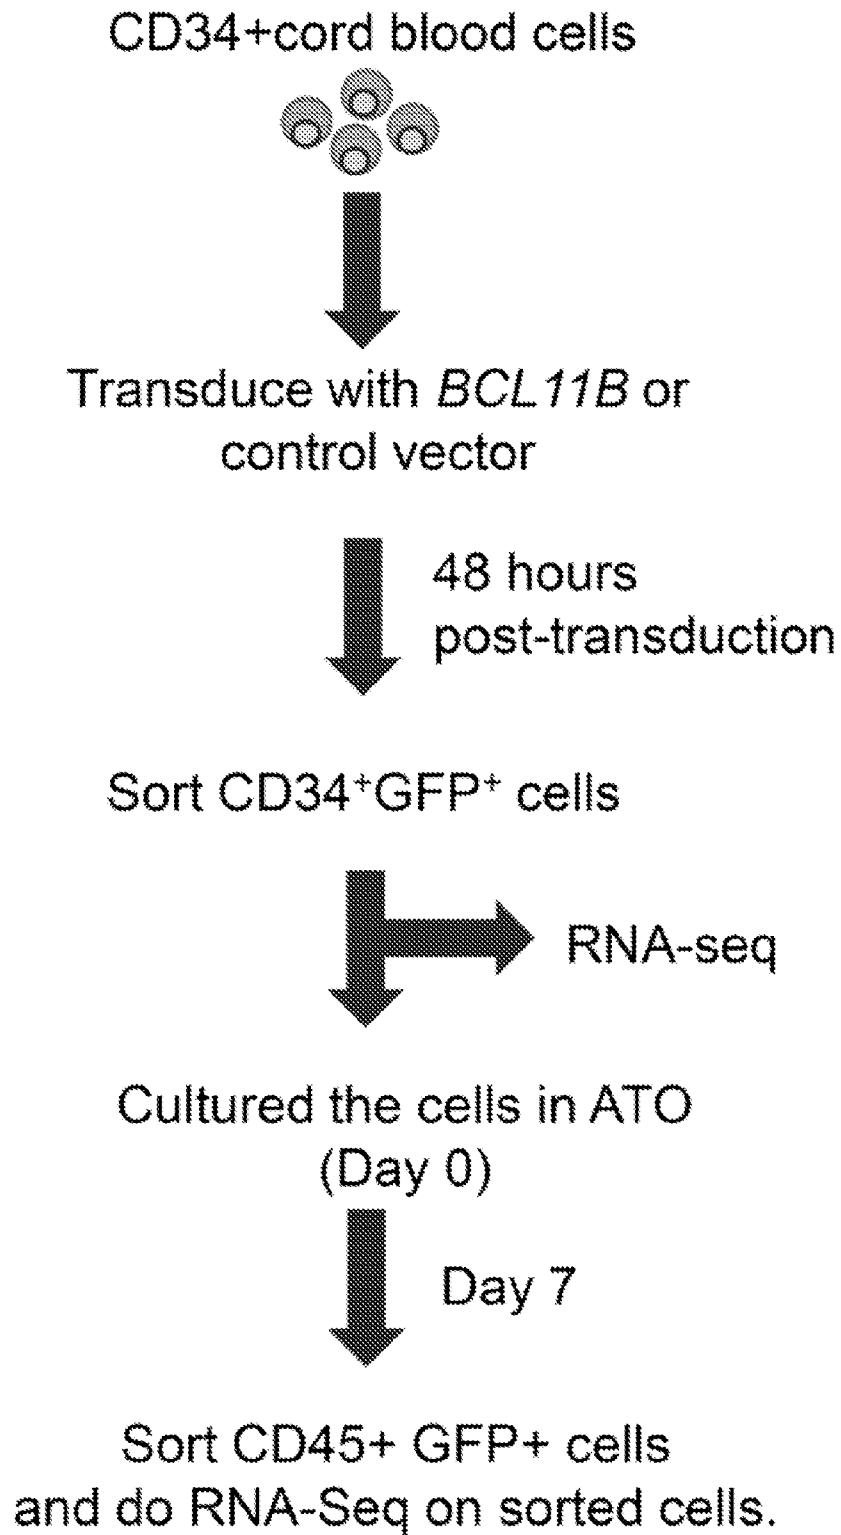 CD34+cord blood cells
Transduce with BCL11B or
control vector
48 hours
post-transduction
Sort CD34⁺GFP⁺ cells
RNA-seq
Cultured the cells in ATO
(Day 0)
Day 7
Sort CD45+ GFP+ cells
and do RNA-Seq on sorted cells.